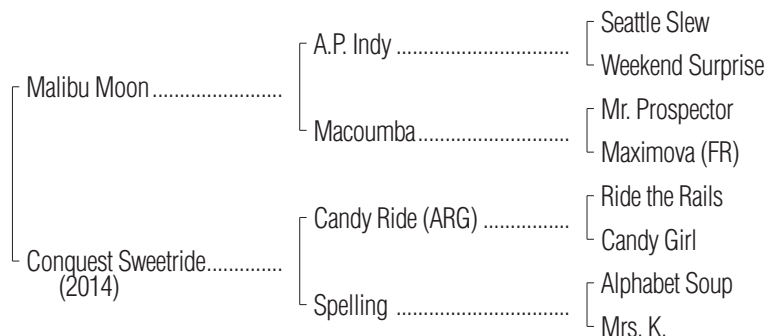 Seattle Slew
A.P. Indy ..............................
Weekend Surprise
Malibu Moon.......................
Mr. Prospector
Macoumba..........................
Maximova (FR)
Ride the Rails
Candy Ride (ARG) ...............
Candy Girl
Conquest Sweetride.............
(2014)
Alphabet Soup
Spelling ..............................
Mrs. K.